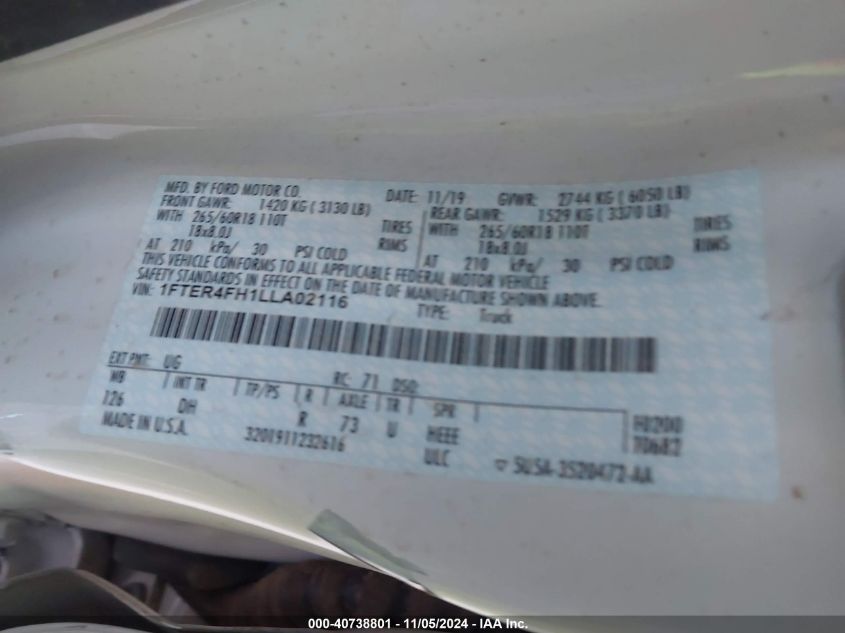 MFD. BY FORD MOTOR CO. DATE: 11/19 GVWR: 2744 KG ( 6050 LB)
FRONT GAWR: 1420 KG ( 3130 LB) REAR GAWR: 1529 KG ( 3370 LB)
WITH 265/60R18 110T TIRES WITH 265/60R18 110T TIRES
18x8.0J RIMS 18x8.0J RIMS
AT 210 kPa/ 30 PSI COLD AT 210 kPa/ 30 PSI COLD
THIS VEHICLE CONFORMS TO ALL APPLICABLE FEDERAL MOTOR VEHICLE
SAFETY STANDARDS IN EFFECT ON THE DATE OF MANUFACTURE SHOWN ABOVE.
VIN: 1FTER4FH1LLA02116 TYPE: Truck
EXT PNT: UG RC: 71 DSO:
WB INT TR TP/PS R AXLE TR SPR
126 DH R 73 U HEEE H0200
MADE IN U.S.A. 3201911232616 ULC 70682
▽ 5U5A-3520472-AA
000-40738801 - 11/05/2024 - IAA Inc.